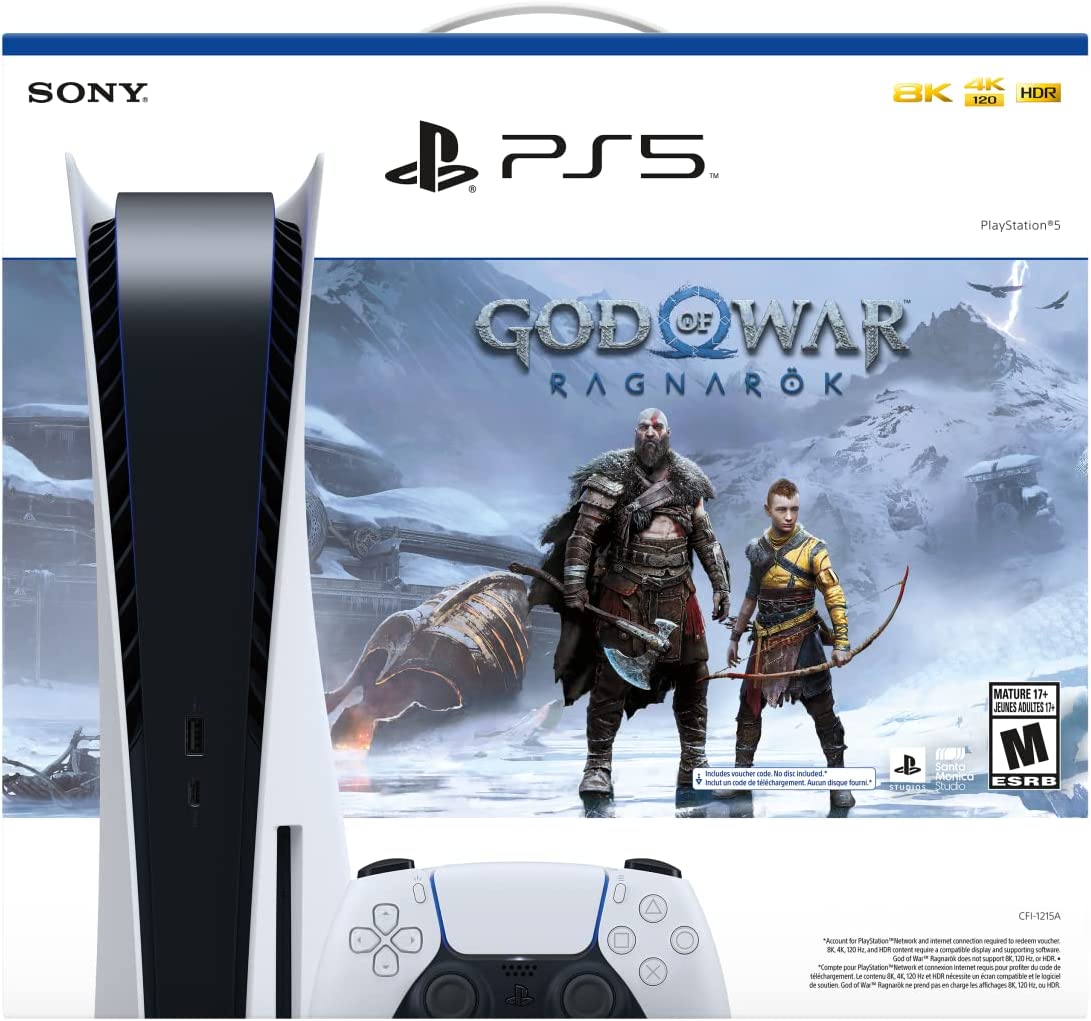 SONY®
8K 4K 120 HDR
PS5™
PlayStation®5
GOD OF WAR™
RAGNARÖK
MATURE 17+
JEUNES ADULTES 17+
M
ESRB
Includes voucher code. No disc included.*
Inclut un code de téléchargement. Aucun disque fourni.*
STUDIOS
Santa
Monica
Studio
CFI-1215A
*Account for PlayStation™Network and internet connection required to redeem voucher.
8K, 4K, 120 Hz, and HDR content require a compatible display and supporting software.
God of War™ Ragnarök does not support 8K, 120 Hz, or HDR. •
*Compte pour PlayStation™Network et connexion internet requis pour profiter du code de
téléchargement. Le contenu 8K, 4K, 120 Hz et HDR nécessite un écran compatible et le logiciel
de soutien. God of War™ Ragnarök ne prend pas en charge les affichages 8K, 120 Hz, ou HDR.